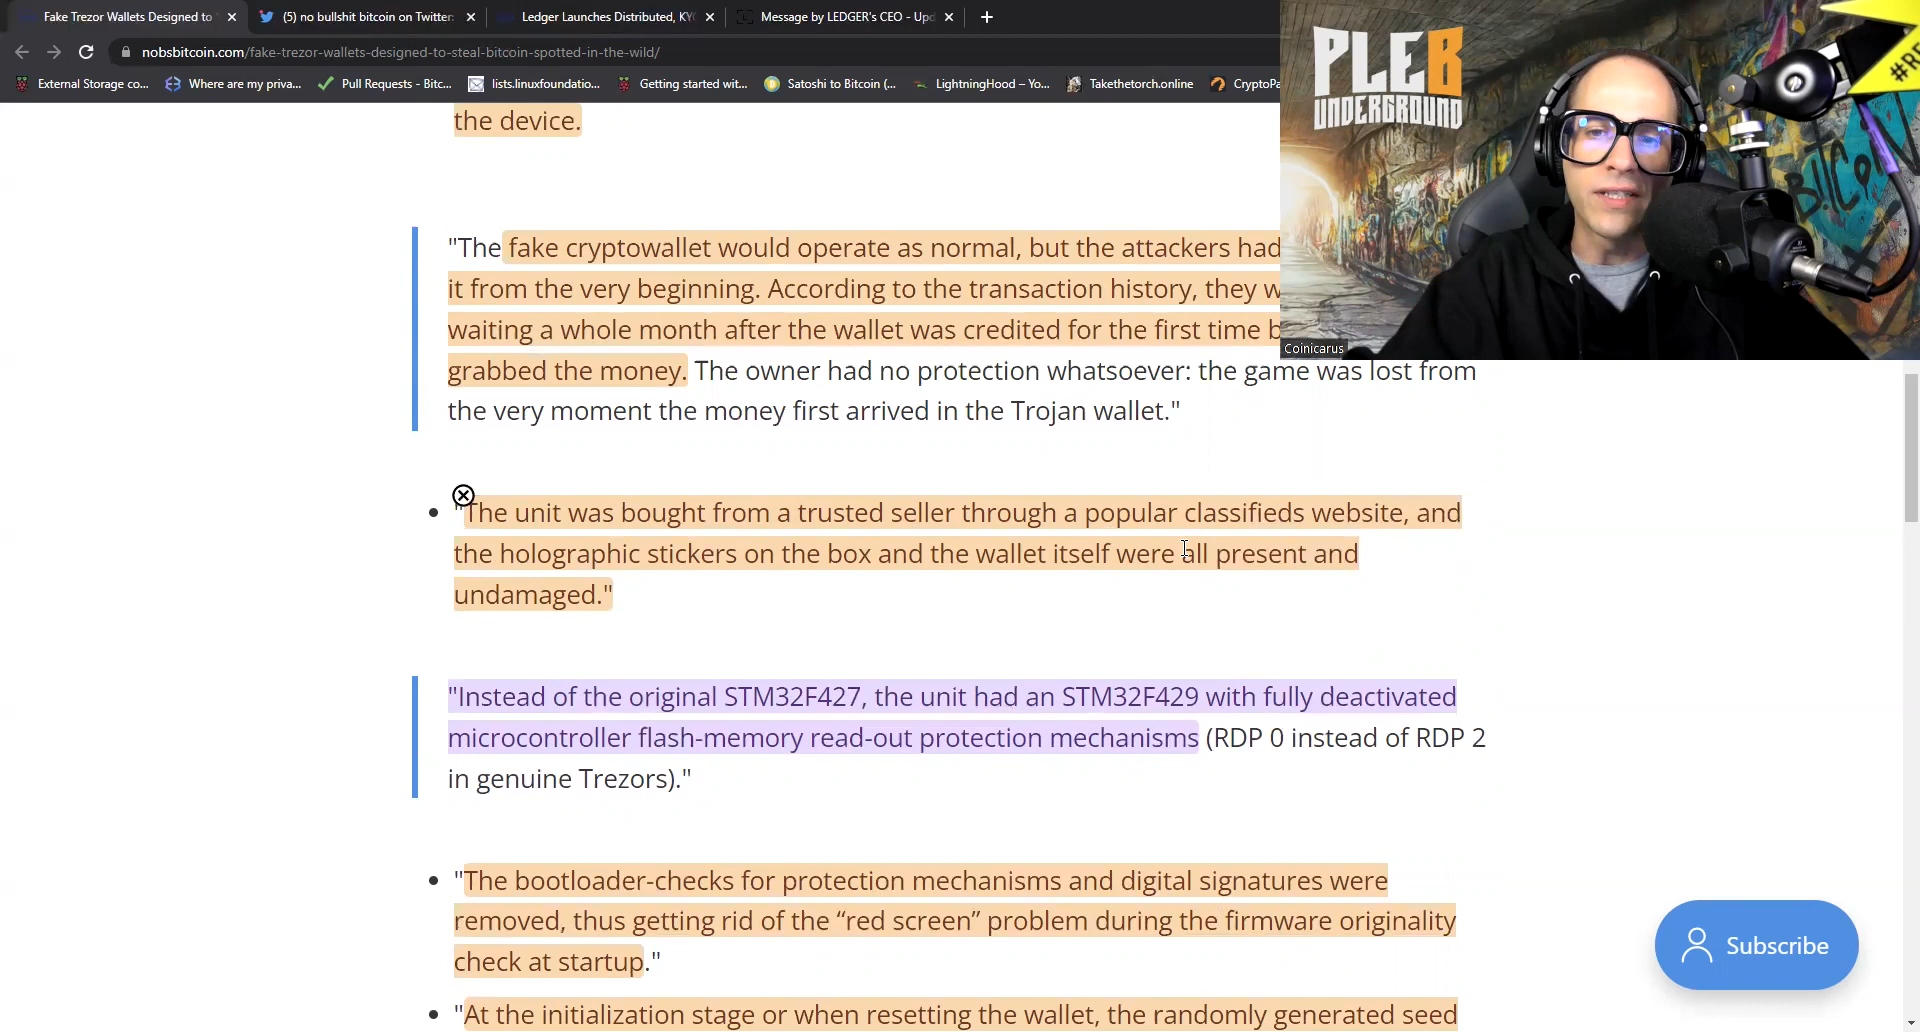 Fake Trezor Wallets Designed to
(5) no bullshit bitcoin on Twitter:
Ledger Launches Distributed, KY
Message by LEDGER's CEO - Upd
nobsbitcoin.com/fake-trezor-wallets-designed-to-steal-bitcoin-spotted-in-the-wild/
External Storage co...
Where are my priva...
Pull Requests - Bitc...
lists.linuxfoundatio...
Getting started wit...
Satoshi to Bitcoin (...
LightningHood – Yo...
Takethetorch.online
CryptoPa
PLEB
UNDERGROUND
Coinicarus
the device.
"The fake cryptowallet would operate as normal, but the attackers had
it from the very beginning. According to the transaction history, they w
waiting a whole month after the wallet was credited for the first time b
grabbed the money. The owner had no protection whatsoever: the game was lost from
the very moment the money first arrived in the Trojan wallet."
"The unit was bought from a trusted seller through a popular classifieds website, and
the holographic stickers on the box and the wallet itself were all present and
undamaged."
"Instead of the original STM32F427, the unit had an STM32F429 with fully deactivated
microcontroller flash-memory read-out protection mechanisms (RDP 0 instead of RDP 2
in genuine Trezors)."
"The bootloader-checks for protection mechanisms and digital signatures were
removed, thus getting rid of the “red screen” problem during the firmware originality
check at startup."
"At the initialization stage or when resetting the wallet, the randomly generated seed
Subscribe